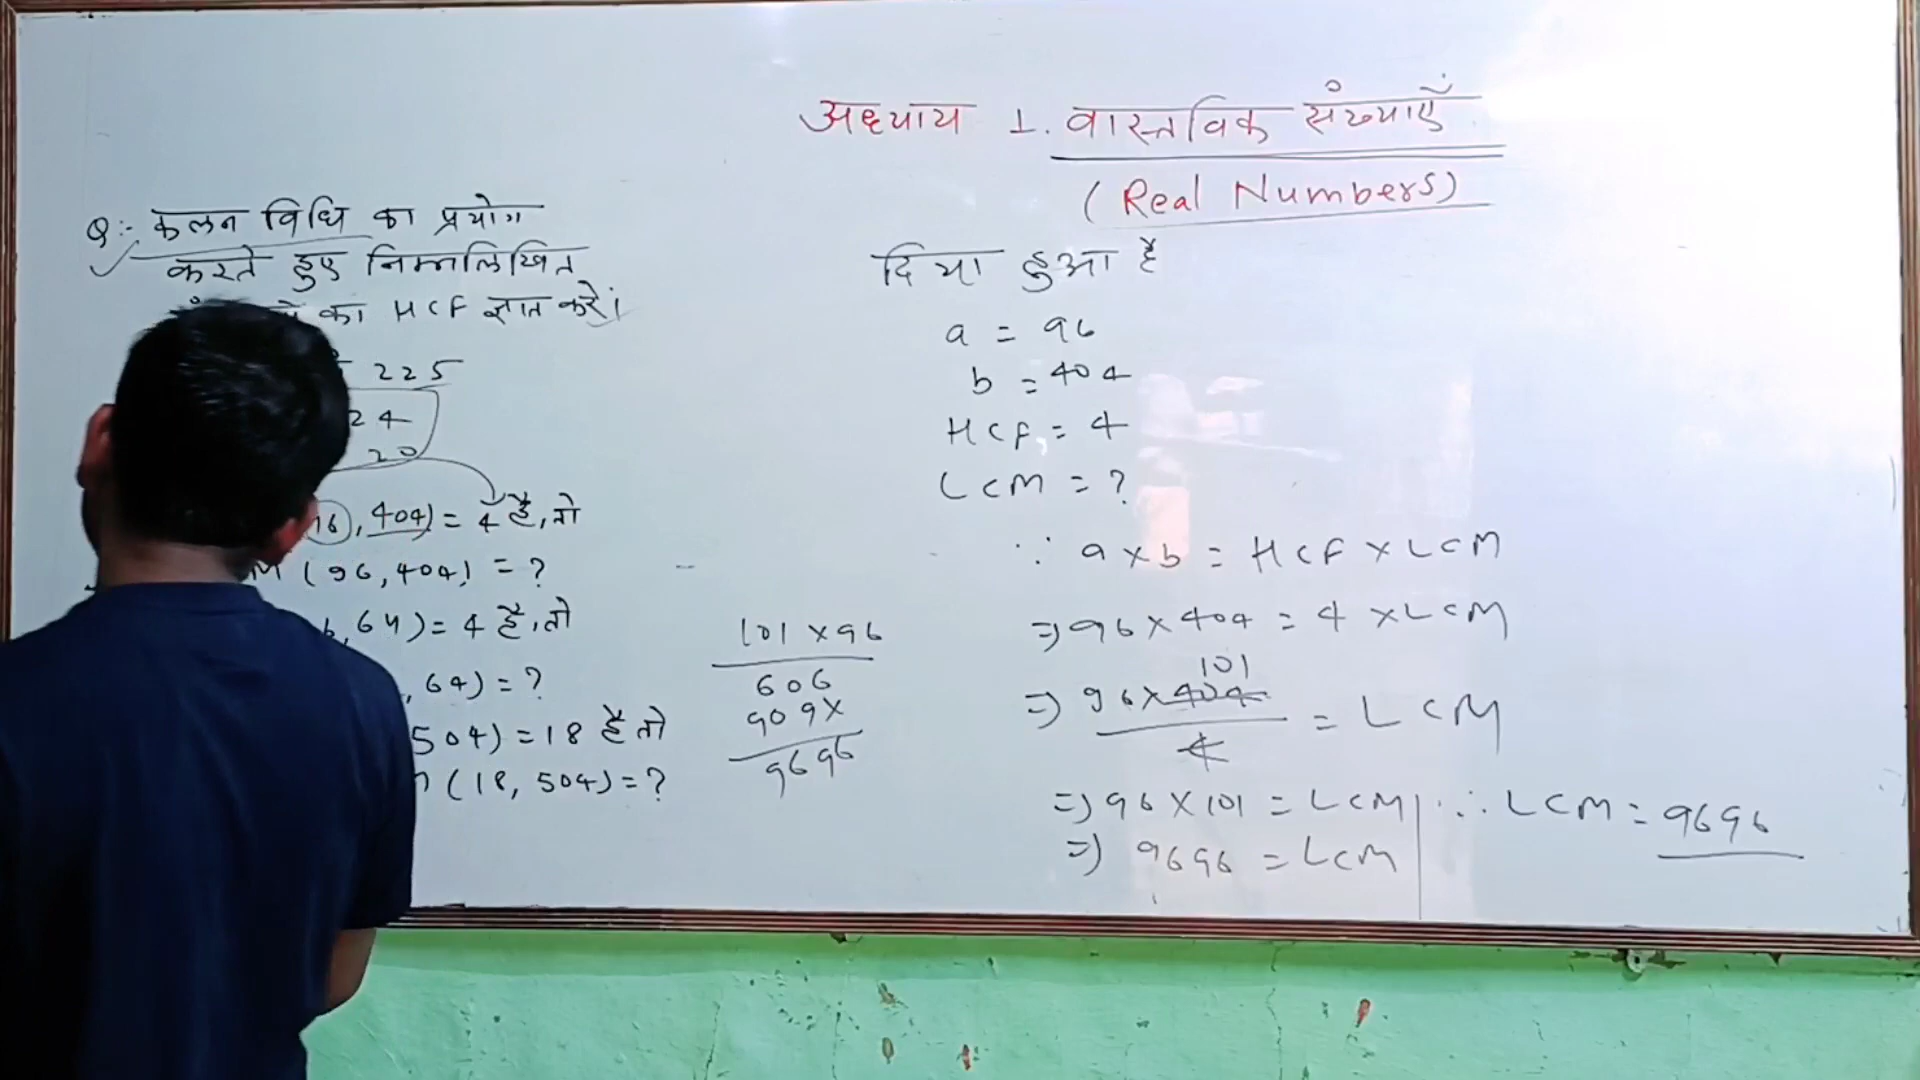 अध्याय 1. वास्तविक संख्याएँ
(Real Numbers)
Q:- कलन विधि का प्रयोग
करते हुए निम्नलिखित
का HCF ज्ञात करें।
225
24
20
, 404) = 4 है, तो
(96, 404) = ?
, 64) = 4 है, तो
, 64) = ?
504) = 18 है तो
(18, 504) = ?
101 x 96
606
909x
9696
दिया हुआ है
a = 96
b = 404
HCF = 4
LCM = ?
∵ a x b = HCF x LCM
=> 96 x 404 = 4 x LCM
101
=> 96 x 404 = LCM
4
=> 96 x 101 = LCM
=> 9696 = LCM
∴ LCM = 9696